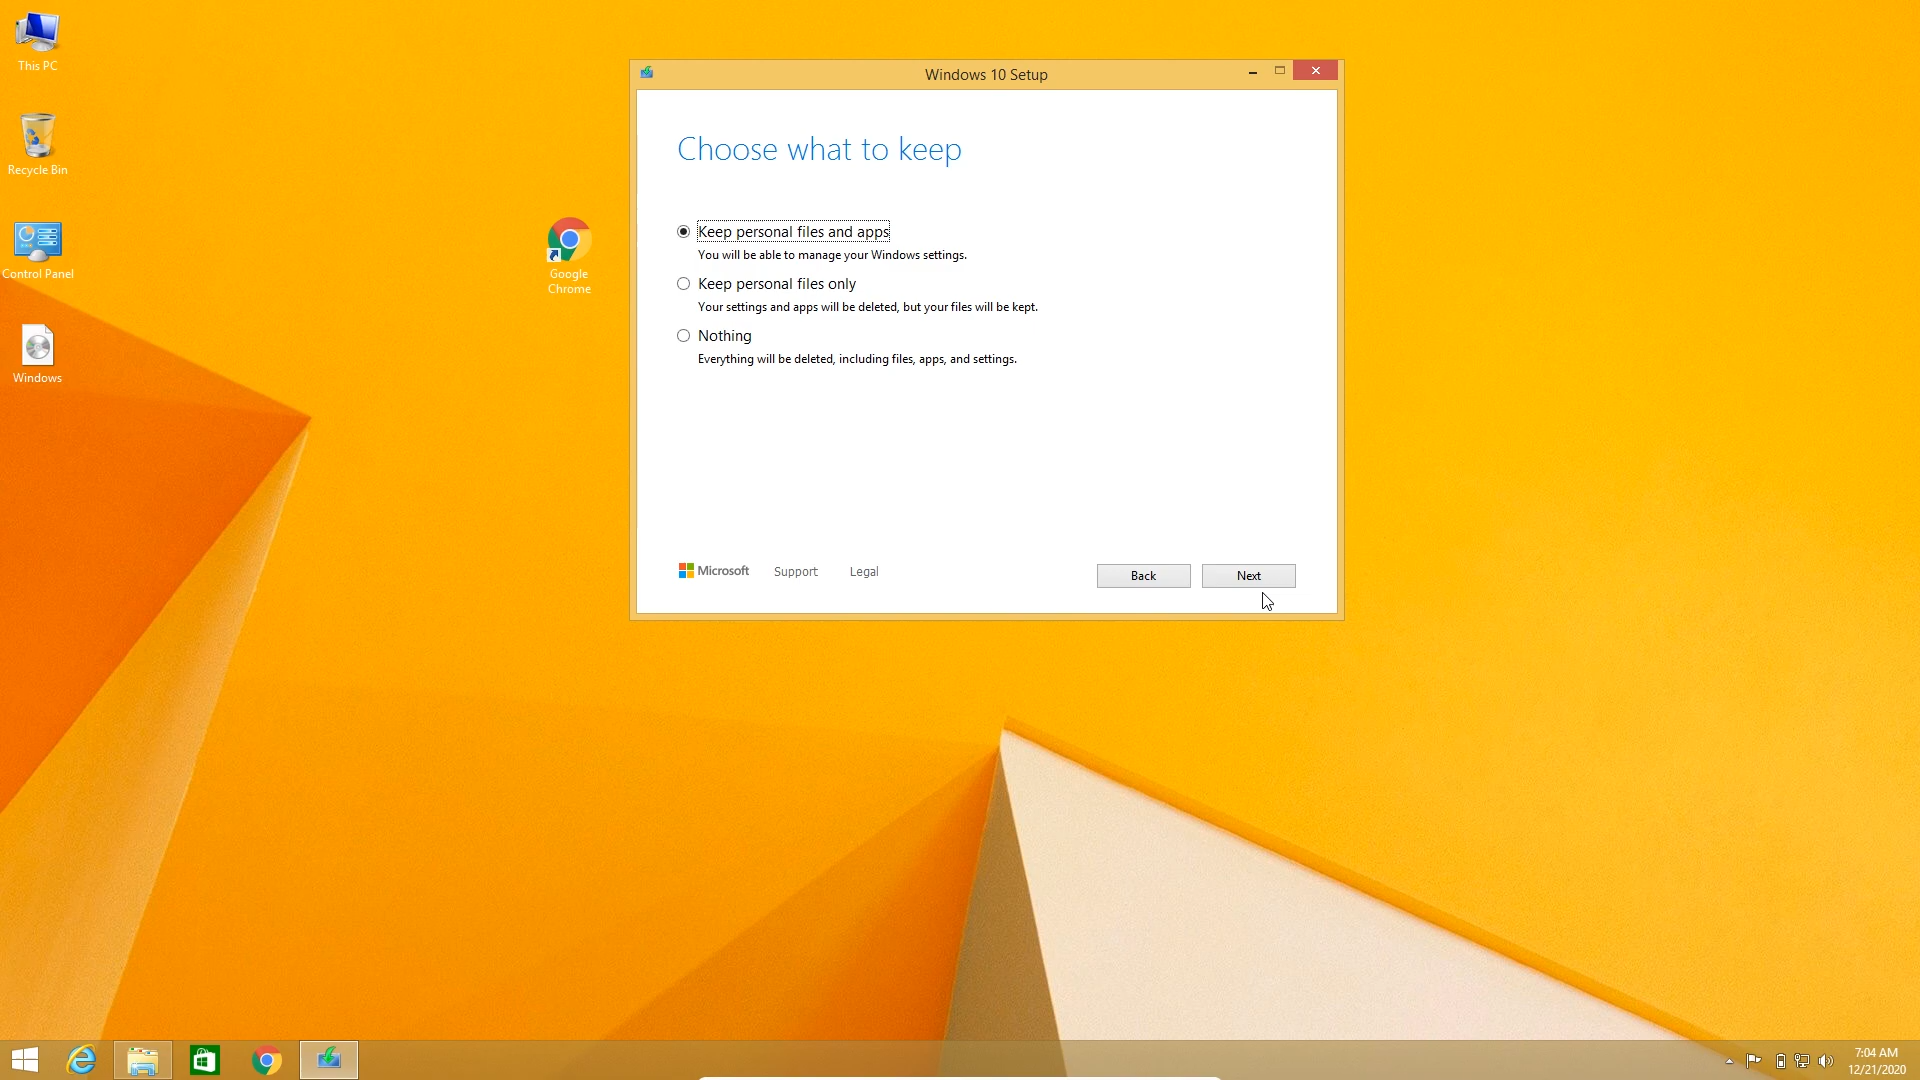 This PC
Recycle Bin
Control Panel
Windows
Google
Chrome
Windows 10 Setup
Choose what to keep
Keep personal files and apps
You will be able to manage your Windows settings.
Keep personal files only
Your settings and apps will be deleted, but your files will be kept.
Nothing
Everything will be deleted, including files, apps, and settings.
Microsoft Support Legal Back Next
7:04 AM
12/21/2020